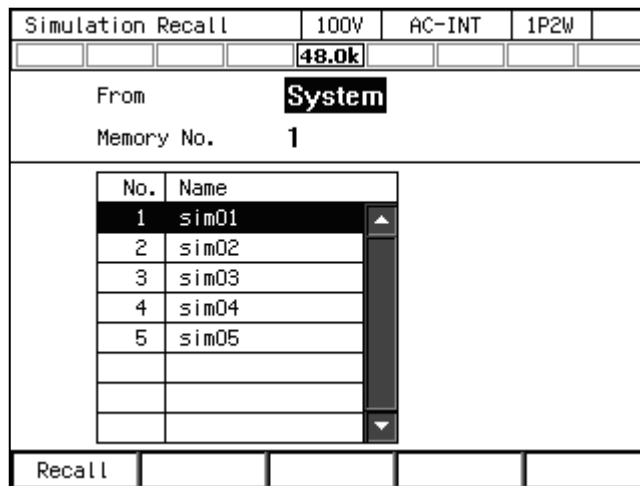 Simulation Recall 100V AC-INT 1P2W
48.0k
From System
Memory No. 1
No. Name
1 sim01
2 sim02
3 sim03
4 sim04
5 sim05
Recall